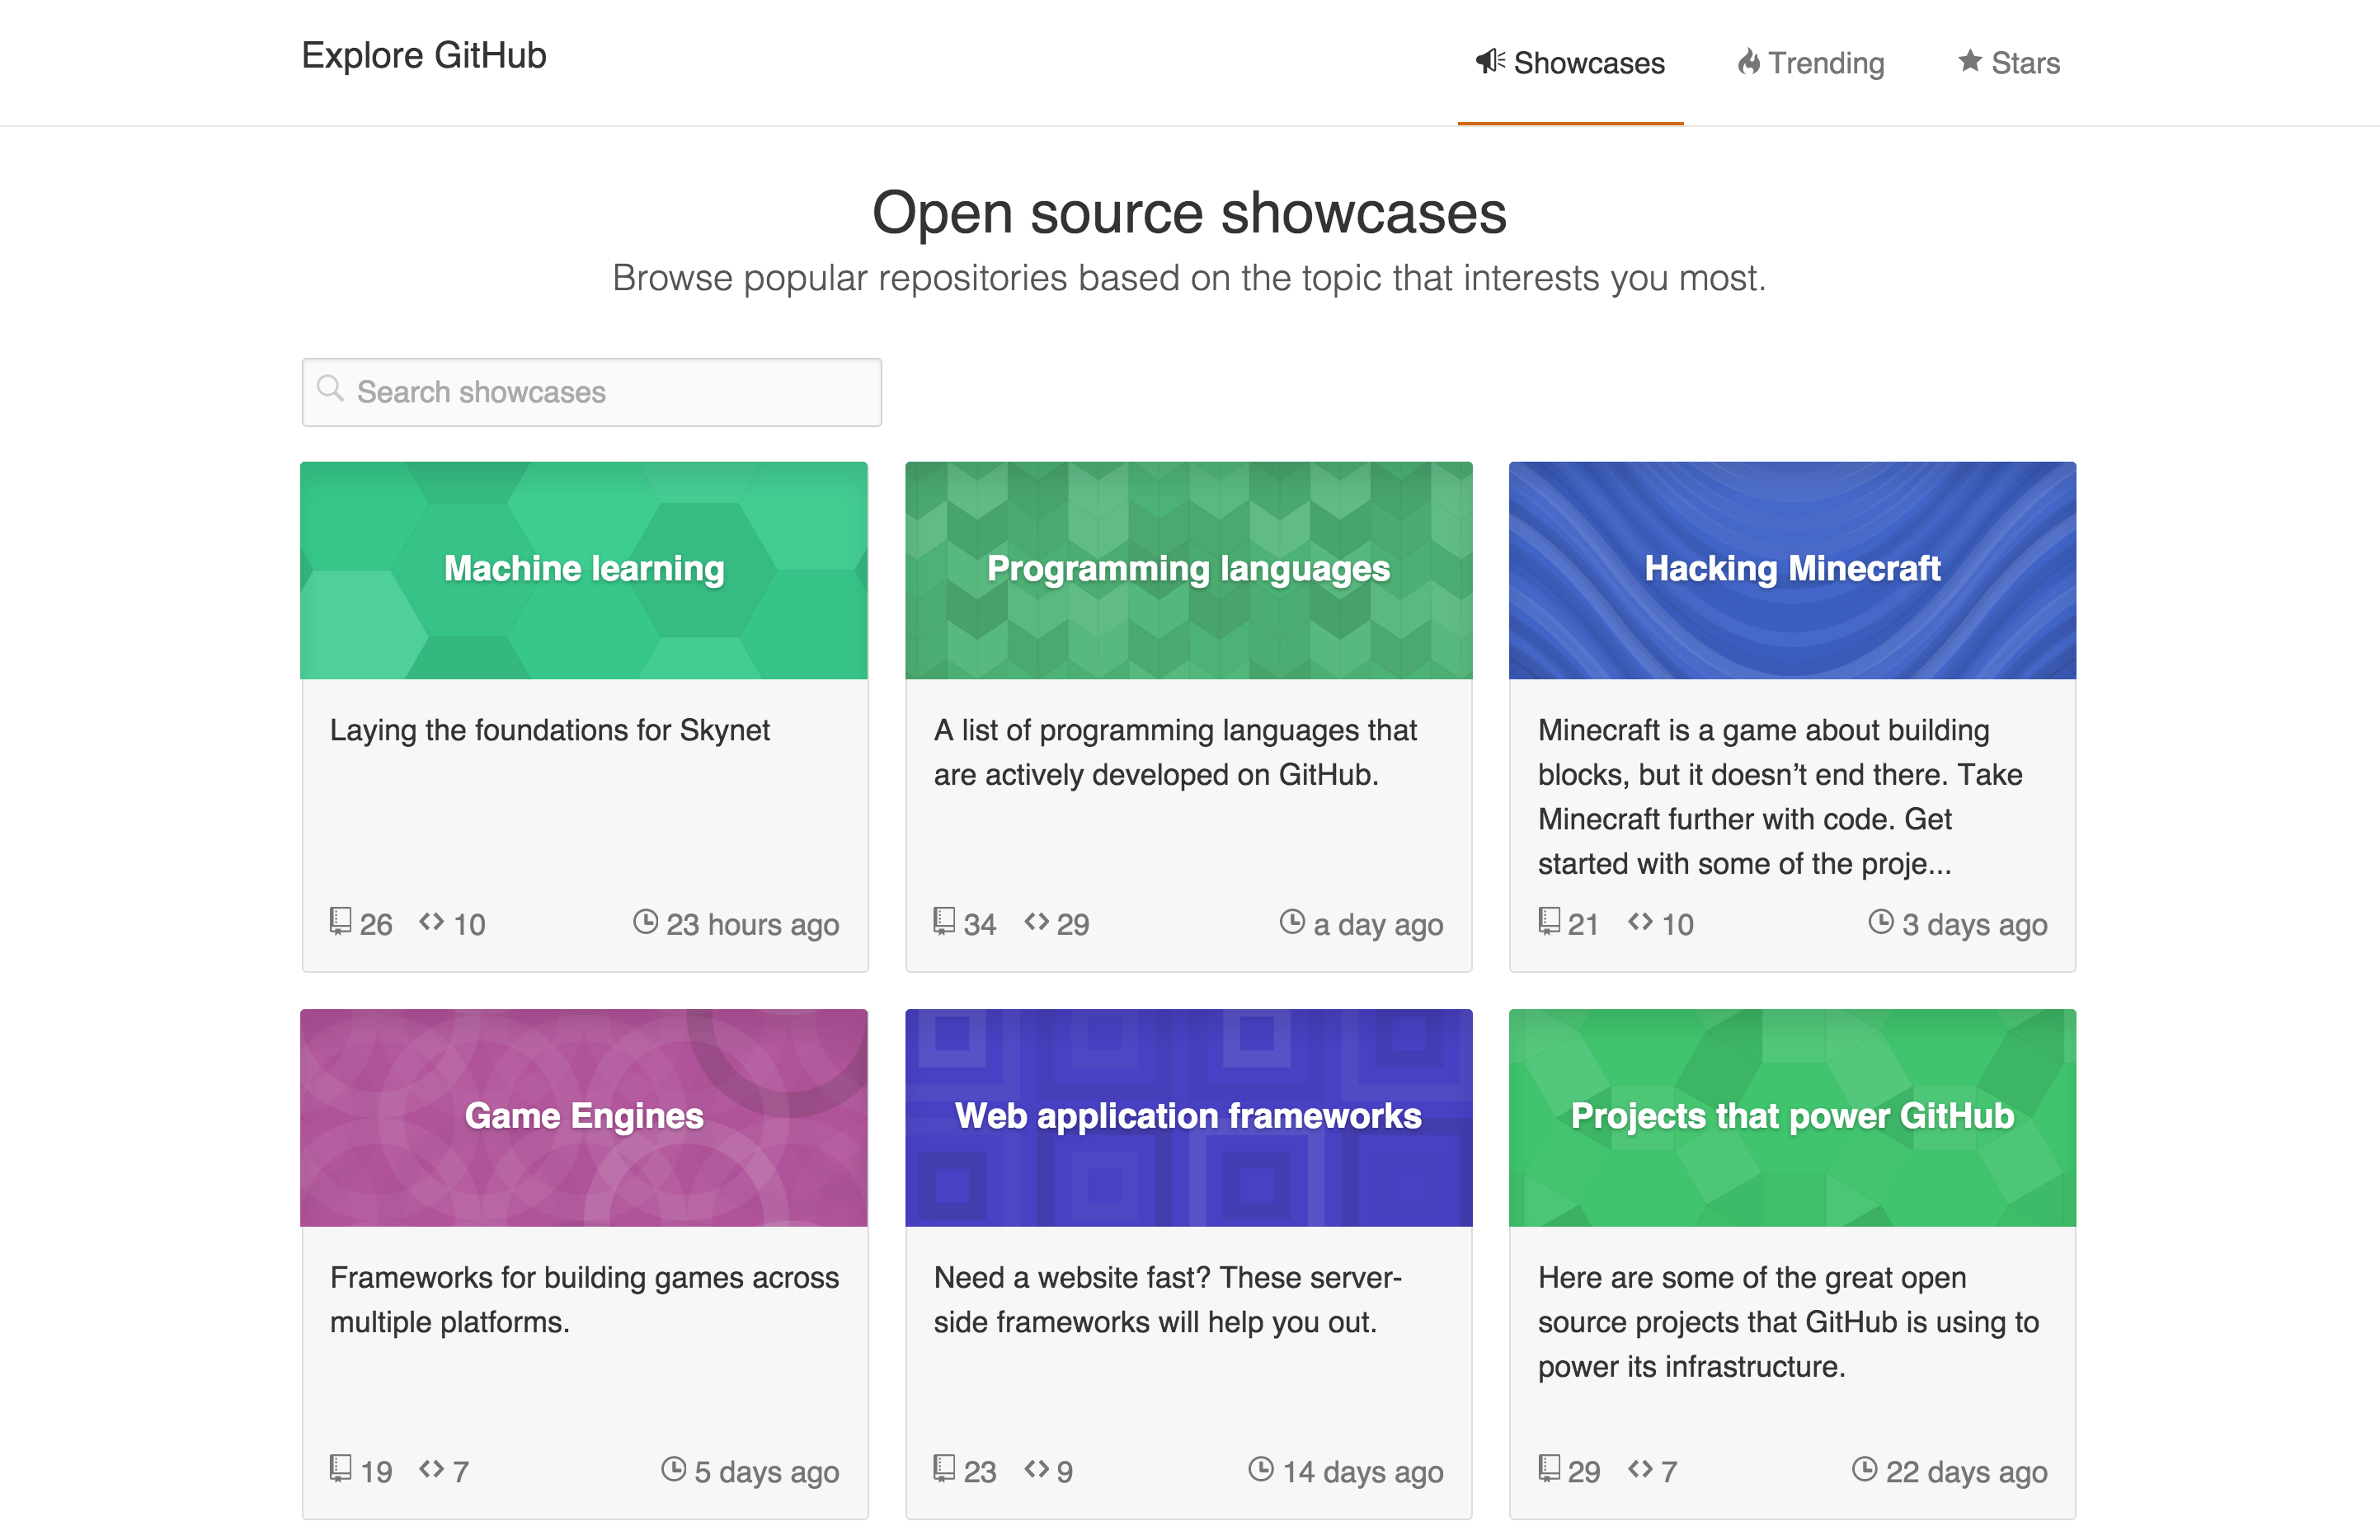 Explore GitHub
Showcases
Trending
Stars
Open source showcases
Browse popular repositories based on the topic that interests you most.
Search showcases
Machine learning
Laying the foundations for Skynet
26 10 23 hours ago
Programming languages
A list of programming languages that
are actively developed on GitHub.
34 29 a day ago
Hacking Minecraft
Minecraft is a game about building
blocks, but it doesn’t end there. Take
Minecraft further with code. Get
started with some of the proje...
21 10 3 days ago
Game Engines
Frameworks for building games across
multiple platforms.
19 7 5 days ago
Web application frameworks
Need a website fast? These server-
side frameworks will help you out.
23 9 14 days ago
Projects that power GitHub
Here are some of the great open
source projects that GitHub is using to
power its infrastructure.
29 7 22 days ago